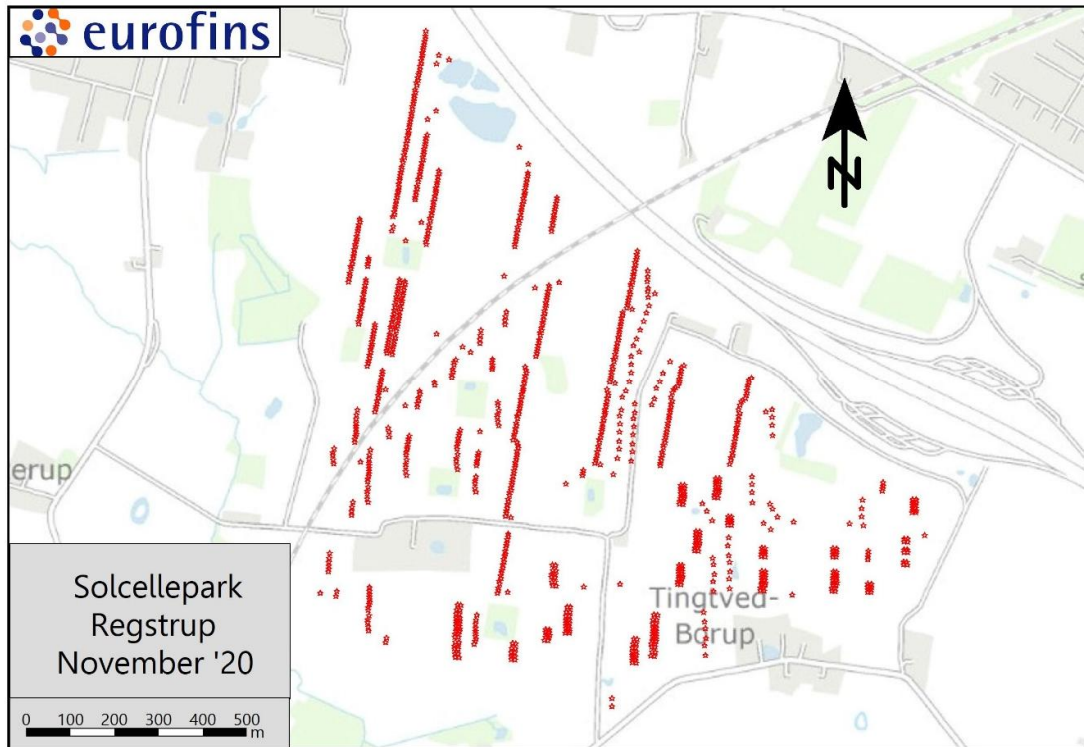 eurofins
N
erup
Tingtved-
Borup
Solcellepark
Regstrup
November '20
0 100 200 300 400 500
m